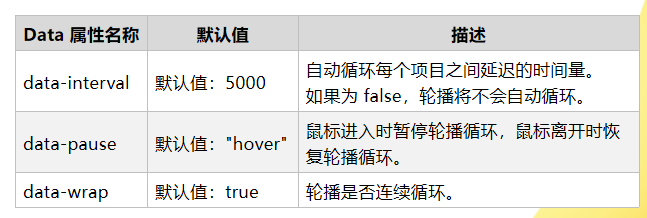 Data 属性名称 默认值 描述
data-interval 默认值：5000 自动循环每个项目之间延迟的时间量。
如果为 false，轮播将不会自动循环。
data-pause 默认值："hover" 鼠标进入时暂停轮播循环，鼠标离开时恢
复轮播循环。
data-wrap 默认值：true 轮播是否连续循环。